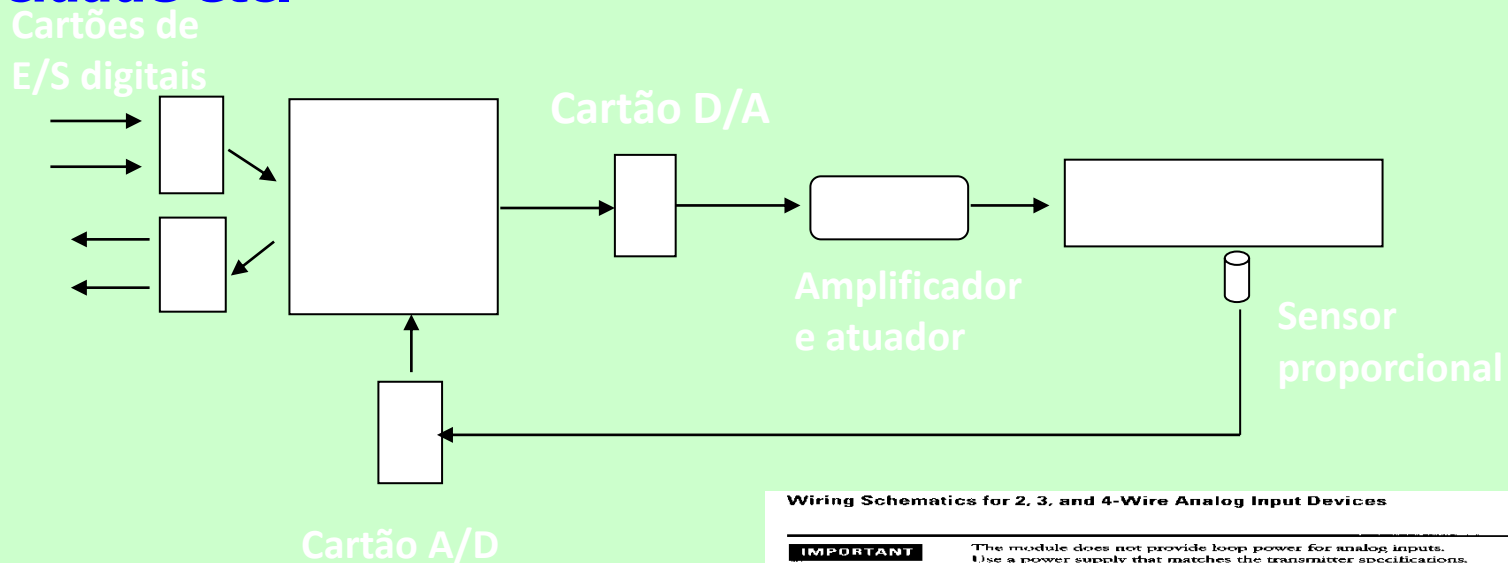 Cartões de
E/S digitais
Cartão D/A
Amplificador
e atuador
Sensor
proporcional
Cartão A/D
Wiring Schematics for 2, 3, and 4-Wire Analog Input Devices
IMPORTANT
The module does not provide loop power for analog inputs.
Use a power supply that matches the transmitter specifications.